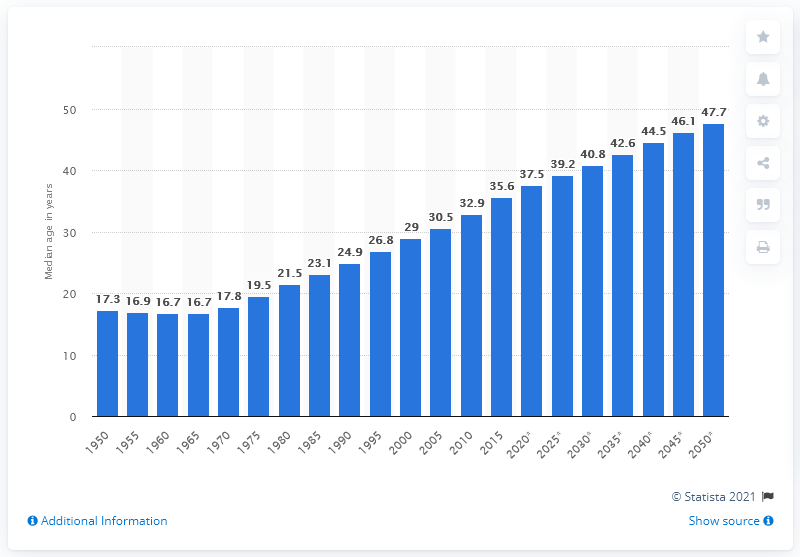 Median age in years
50
40
30
20
10
0
17.3 16.9 16.7 16.7 17.8 19.5 21.5 23.1 24.9 26.8 29 30.5 32.9 35.6 37.5 39.2 40.8 42.6 44.5 46.1 47.7
1950 1955 1960 1965 1970 1975 1980 1985 1990 1995 2000 2005 2010 2015 2020* 2025* 2030* 2035* 2040* 2045* 2050*
© Statista 2021
Additional Information
Show source